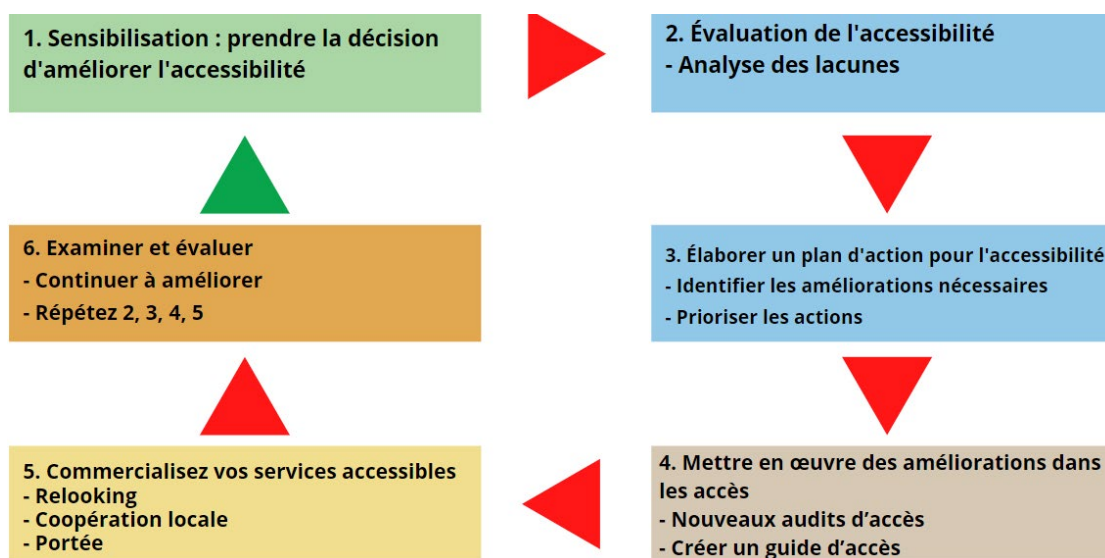 1. Sensibilisation : prendre la décision
d'améliorer l'accessibilité
2. Évaluation de l'accessibilité
- Analyse des lacunes
3. Élaborer un plan d'action pour l'accessibilité
- Identifier les améliorations nécessaires
- Prioriser les actions
4. Mettre en œuvre des améliorations dans
les accès
- Nouveaux audits d’accès
- Créer un guide d’accès
5. Commercialisez vos services accessibles
- Relooking
- Coopération locale
- Portée
6. Examiner et évaluer
- Continuer à améliorer
- Répétez 2, 3, 4, 5